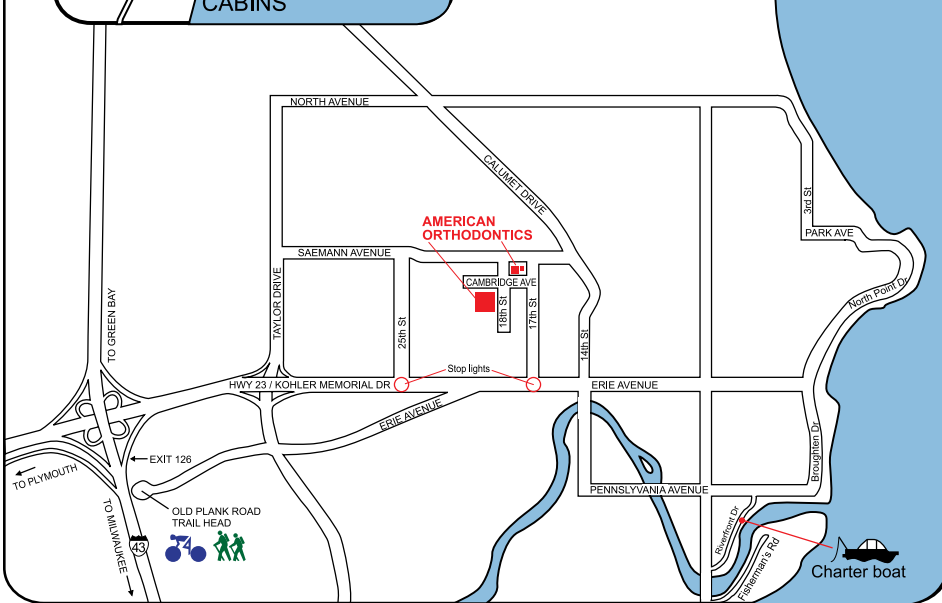 CABINS
NORTH AVENUE
CALUMET DRIVE
3rd St
PARK AVE
AMERICAN
ORTHODONTICS
SAEMANN AVENUE
CAMBRIDGE AVE
North Point Dr
TO GREEN BAY
TAYLOR DRIVE
25th St
18th St
17th St
14th St
Stop lights
HWY 23 / KOHLER MEMORIAL DR
ERIE AVENUE
ERIE AVENUE
Broughten Dr
EXIT 126
TO PLYMOUTH
PENNSLYVANIA AVENUE
OLD PLANK ROAD
TRAIL HEAD
TO MILWAUKEE
43
Riverfront Dr
Fisherman's Rd
Charter boat